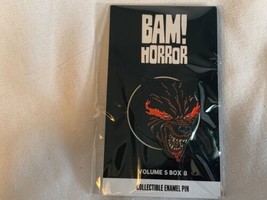 BAM!
HORROR
VOLUME 5 BOX 8
COLLECTIBLE ENAMEL PIN